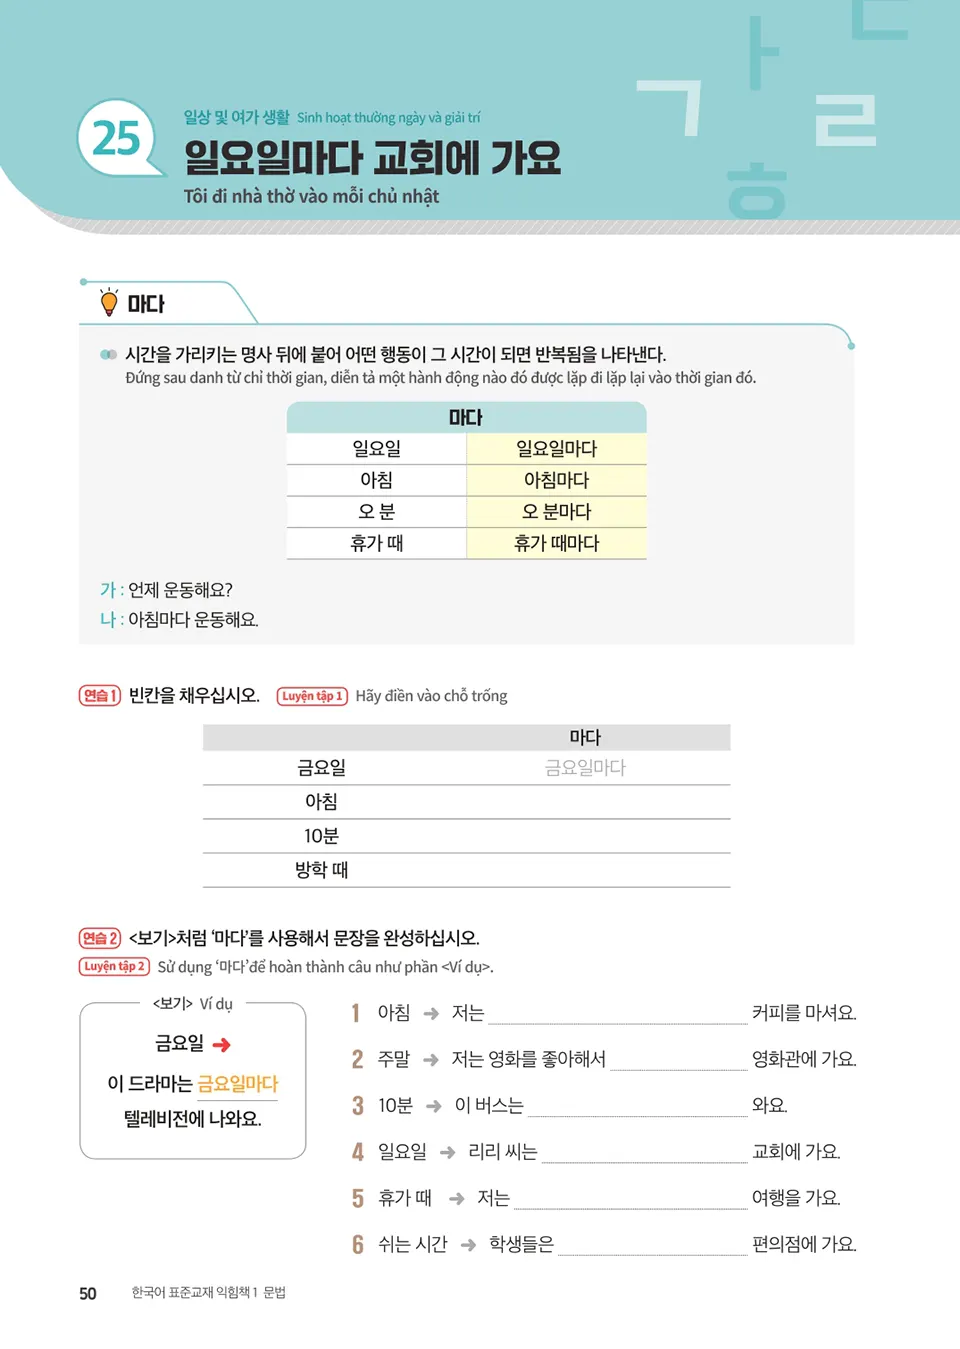 25
일상 및 여가 생활 Sinh hoạt thường ngày và giải trí
일요일마다 교회에 가요
Tôi đi nhà thờ vào mỗi chủ nhật
ㄱ ㅏ ㄴ ㄹ ㅎ
마다
시간을 가리키는 명사 뒤에 붙어 어떤 행동이 그 시간이 되면 반복됨을 나타낸다.
Đứng sau danh từ chỉ thời gian, diễn tả một hành động nào đó được lặp đi lặp lại vào thời gian đó.
마다
일요일 일요일마다
아침 아침마다
오 분 오 분마다
휴가 때 휴가 때마다
가 : 언제 운동해요?
나 : 아침마다 운동해요.
연습 1 빈칸을 채우십시오. Luyện tập 1 Hãy điền vào chỗ trống
마다
금요일 금요일마다
아침
10분
방학 때
연습 2 <보기>처럼 ‘마다’를 사용해서 문장을 완성하십시오.
Luyện tập 2 Sử dụng ‘마다’để hoàn thành câu như phần <Ví dụ>.
<보기> Ví dụ
금요일 ➜
이 드라마는 금요일마다
텔레비전에 나와요.
1 아침 ➜ 저는 커피를 마셔요.
2 주말 ➜ 저는 영화를 좋아해서 영화관에 가요.
3 10분 ➜ 이 버스는 와요.
4 일요일 ➜ 리리 씨는 교회에 가요.
5 휴가 때 ➜ 저는 여행을 가요.
6 쉬는 시간 ➜ 학생들은 편의점에 가요.
50 한국어 표준교재 익힘책 1 문법